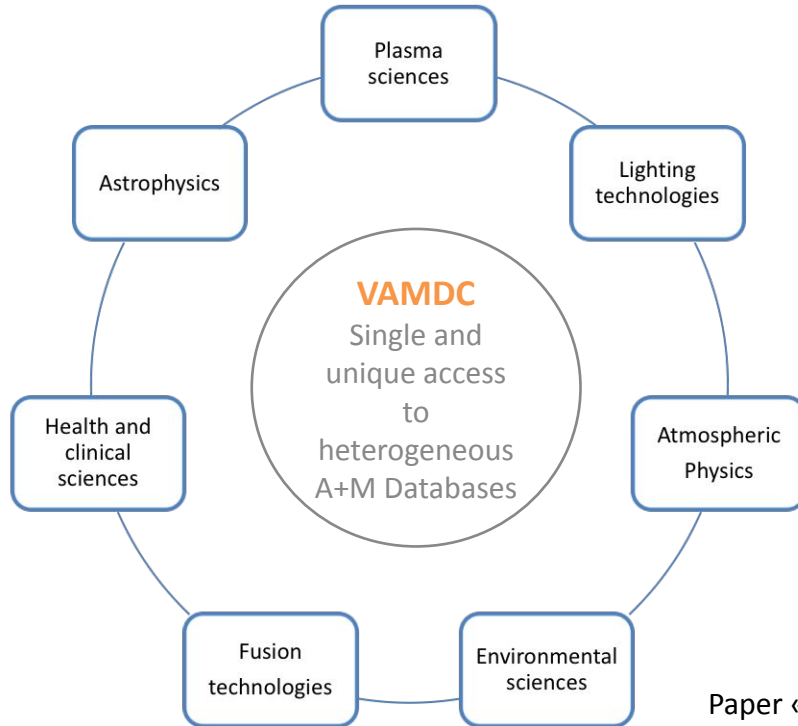 Plasma
sciences
Astrophysics
Lighting
technologies
VAMDC
Single and
unique access
to
heterogeneous
A+M Databases
Health and
clinical
sciences
Atmospheric
Physics
Fusion
technologies
Environmental
sciences
Paper «